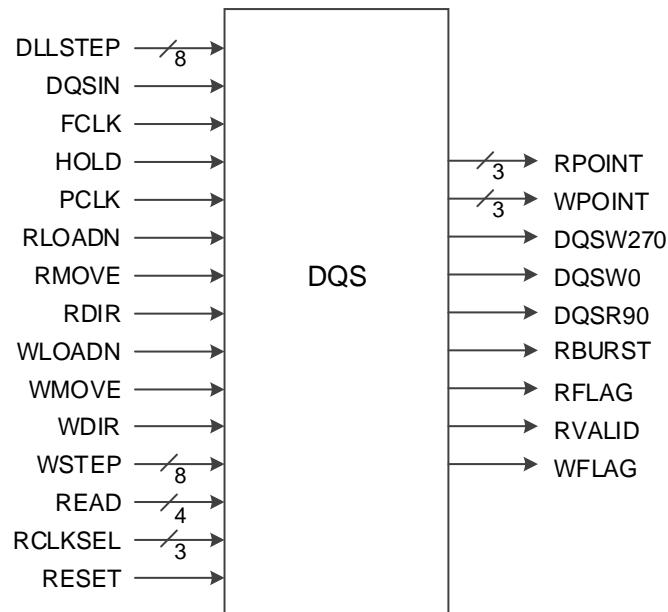 DLLSTEP
8
DQSIN
FCLK
HOLD
PCLK
RLOADN
RMOVE
RDIR
WLOADN
WMOVE
WDIR
WSTEP
8
READ
4
RCLKSEL
3
RESET
DQS
RPOINT
3
WPOINT
3
DQSW270
DQSW0
DQSR90
RBURST
RFLAG
RVALID
WFLAG